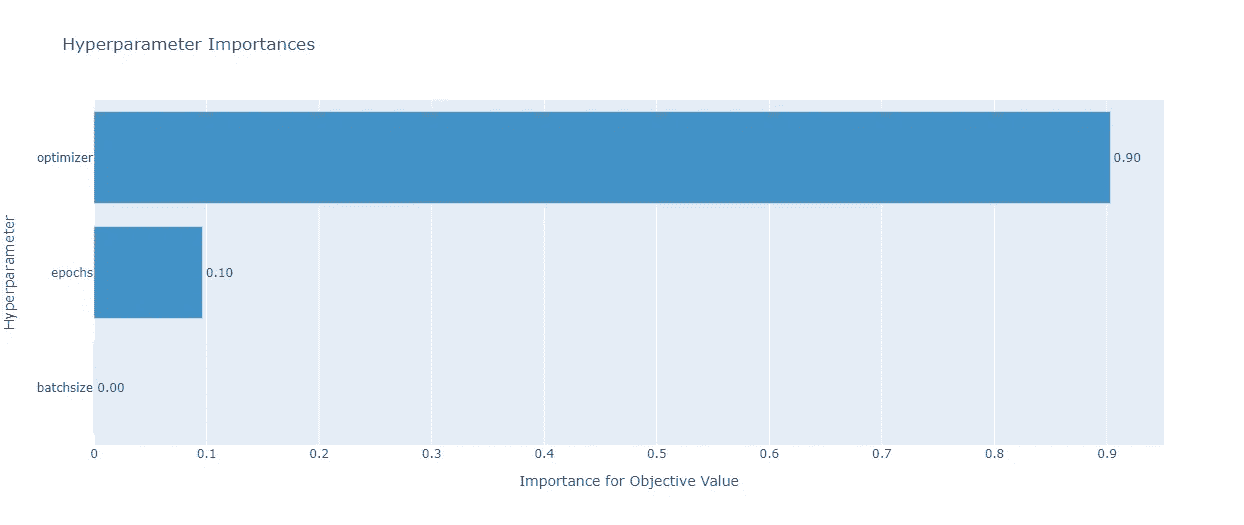 Hyperparameter Importances
Hyperparameter
optimizer
0.90
epochs
0.10
batchsize
0.00
0 0.1 0.2 0.3 0.4 0.5 0.6 0.7 0.8 0.9
Importance for Objective Value